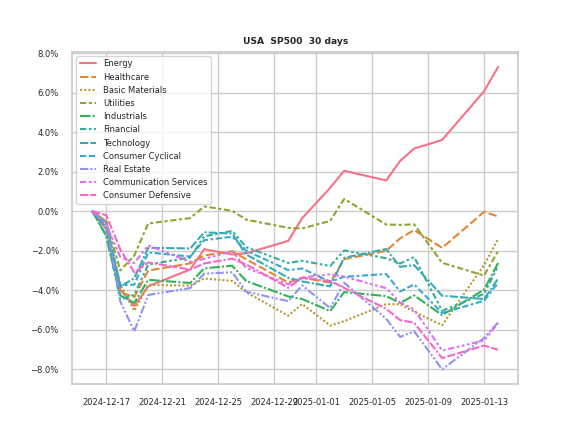 USA SP500 30 days
8.0%
6.0%
4.0%
2.0%
0.0%
−2.0%
−4.0%
−6.0%
−8.0%
Energy
Healthcare
Basic Materials
Utilities
Industrials
Financial
Technology
Consumer Cyclical
Real Estate
Communication Services
Consumer Defensive
2024-12-17 2024-12-21 2024-12-25 2024-12-29 2025-01-01 2025-01-05 2025-01-09 2025-01-13